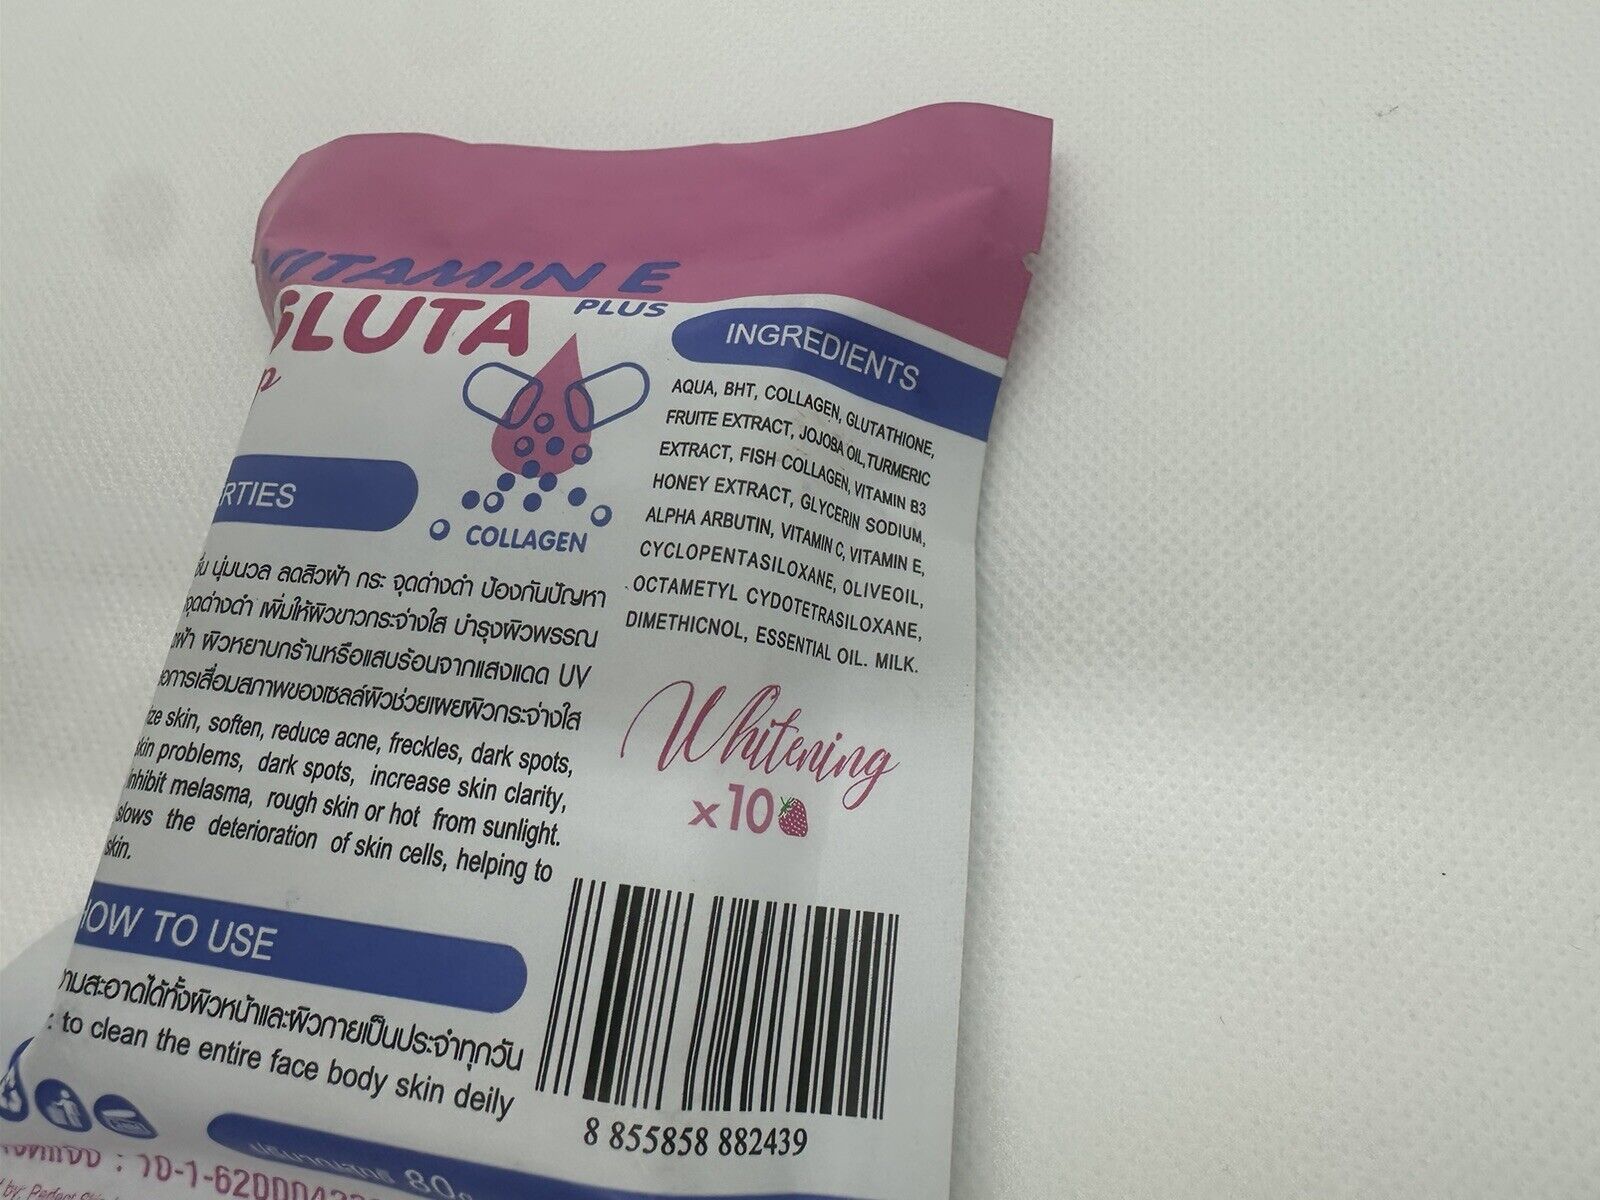 VITAMIN E
GLUTA PLUS
COLLAGEN
INGREDIENTS
AQUA, BHT, COLLAGEN, GLUTATHIONE,
FRUITE EXTRACT, JOJOBA OIL, TURMERIC
EXTRACT, FISH COLLAGEN, VITAMIN B3
HONEY EXTRACT, GLYCERIN SODIUM,
ALPHA ARBUTIN, VITAMIN C, VITAMIN E,
CYCLOPENTASILOXANE, OLIVEOIL,
OCTAMETYL CYDOTETRASILOXANE,
DIMETHICNOL, ESSENTIAL OIL. MILK.
Whitening
x10
RTIES
นุ่มนวล ลดสิวฝ้า กระ จุดด่างดำ ป้องกันปัญหา
จุดด่างดำ เพิ่มให้ผิวขาวกระจ่างใส บำรุงผิวพรรณ
ผิวหยาบกร้านหรือแสบร้อนจากแสงแดด UV
การเสื่อมสภาพของเซลล์ผิวช่วยเผยผิวกระจ่างใส
ize skin, soften, reduce acne, freckles, dark spots,
skin problems, dark spots, increase skin clarity,
inhibit melasma, rough skin or hot from sunlight.
slows the deterioration of skin cells, helping to
skin.
HOW TO USE
ามสะอาดได้ทั้งผิวหน้าและผิวกายเป็นประจำทุกวัน
: to clean the entire face body skin deily
8 855858 882439
: 10-1-620004
80
by. Perfect Skin